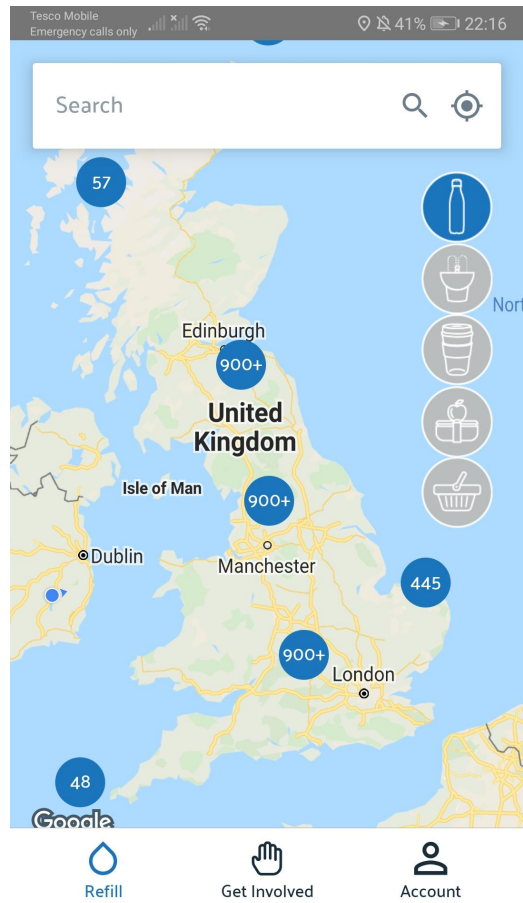 Tesco Mobile
Emergency calls only
41% 22:16
Search
57
Nort
Edinburgh
900+
United
Kingdom
Isle of Man
900+
Dublin
Manchester
445
900+
London
48
Google
Refill
Get Involved
Account